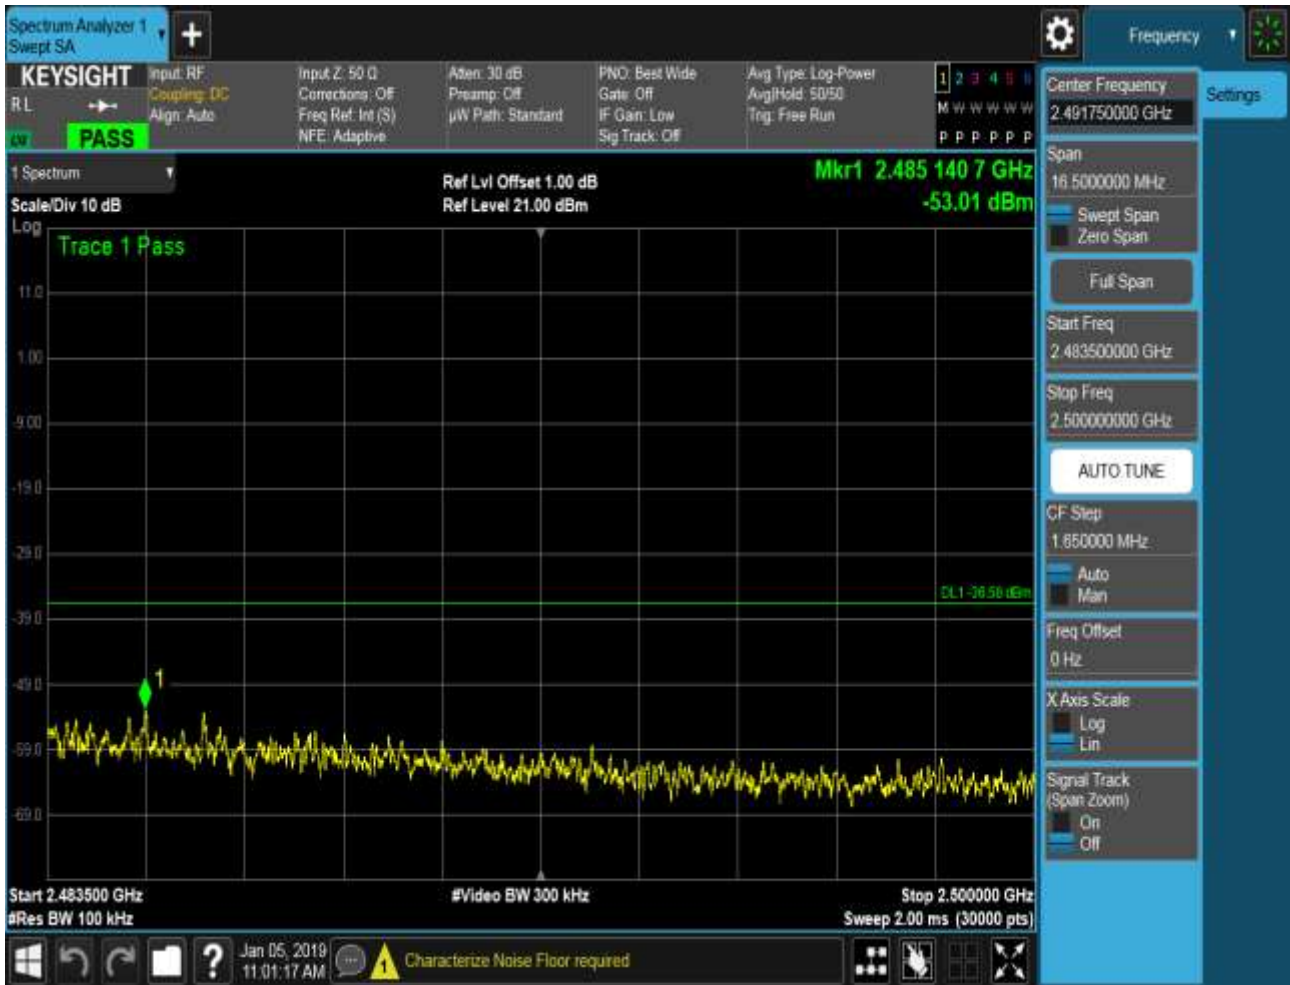 Spectrum Analyzer 1
Swept SA
+
Frequency
KEYSIGHT
RL
PASS
Input: RF
Coupling: DC
Align: Auto
Input Z: 50 Ω
Corrections: Off
Freq Ref: Int (S)
NFE: Adaptive
Atten: 30 dB
Preamp: Off
µW Path: Standard
PNO: Best Wide
Gate: Off
IF Gain: Low
Sig Track: Off
Avg Type: Log-Power
Avg|Hold: 50/50
Trig: Free Run
1 2 3 4 5 6
M W W W W W
P P P P P P
1 Spectrum
Scale/Div 10 dB
Log
Ref Lvl Offset 1.00 dB
Ref Level 21.00 dBm
Mkr1 2.485 140 7 GHz
-53.01 dBm
Trace 1 Pass
11.0
1.00
-9.00
-19.0
-29.0
DL1 -36.58 dBm
-39.0
-49.0
1
-59.0
-69.0
Start 2.483500 GHz
#Res BW 100 kHz
#Video BW 300 kHz
Stop 2.500000 GHz
Sweep 2.00 ms (30000 pts)
Center Frequency
2.491750000 GHz
Settings
Span
16.5000000 MHz
Swept Span
Zero Span
Full Span
Start Freq
2.483500000 GHz
Stop Freq
2.500000000 GHz
AUTO TUNE
CF Step
1.650000 MHz
Auto
Man
Freq Offset
0 Hz
X Axis Scale
Log
Lin
Signal Track
(Span Zoom)
On
Off
?
Jan 05, 2019
11:01:17 AM
1
Characterize Noise Floor required